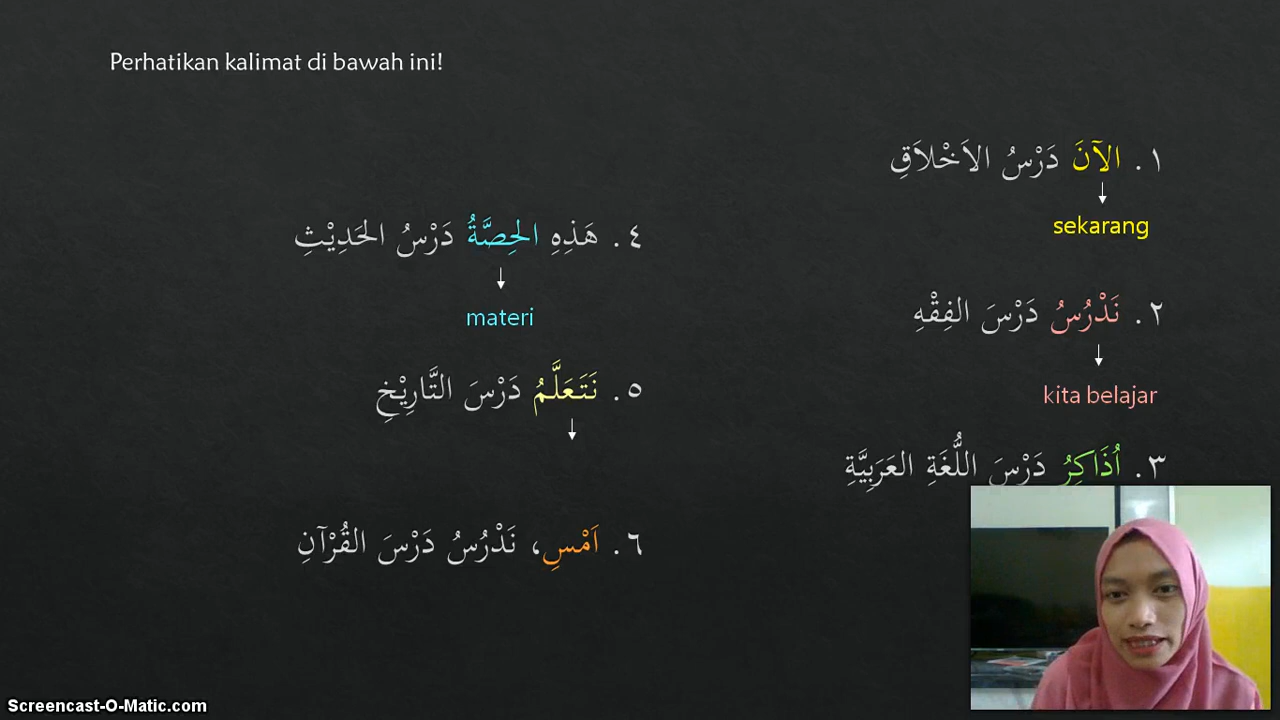 Perhatikan kalimat di bawah ini!
١. الآنَ دَرْسُ الاَخْلاَقِ
sekarang
٢. نَدْرُسُ دَرْسَ الفِقْهِ
kita belajar
٣. اُذَاكِرُ دَرْسَ اللُّغَةِ العَرَبِيَّةِ
٤. هَذِهِ الحِصَّةُ دَرْسُ الحَدِيْثِ
materi
٥. نَتَعَلَّمُ دَرْسَ التَّارِيْخِ
٦. اَمْسِ، نَدْرُسُ دَرْسَ القُرْآنِ
Screencast-O-Matic.com